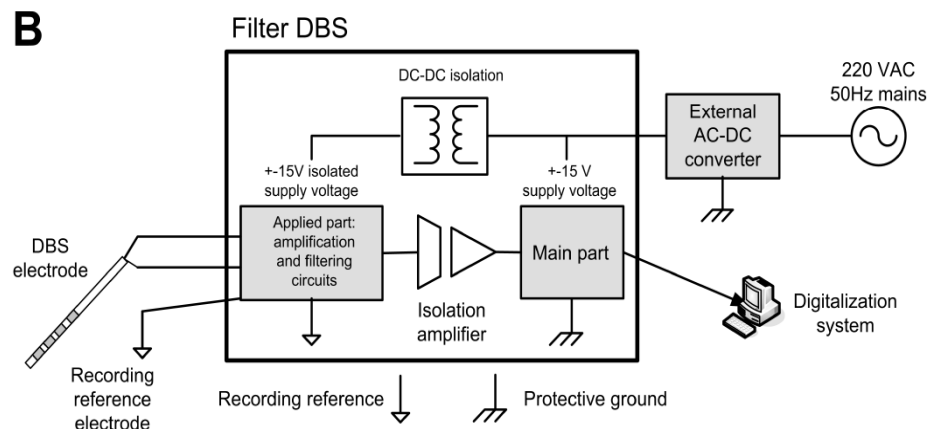 B
Filter DBS
DC-DC isolation
220 VAC
50Hz mains
External
AC-DC
converter
+-15V isolated
supply voltage
+-15 V
supply voltage
Applied part:
amplification
and filtering
circuits
Main part
DBS
electrode
Isolation
amplifier
Digitalization
system
Recording
reference
electrode
Recording reference
Protective ground